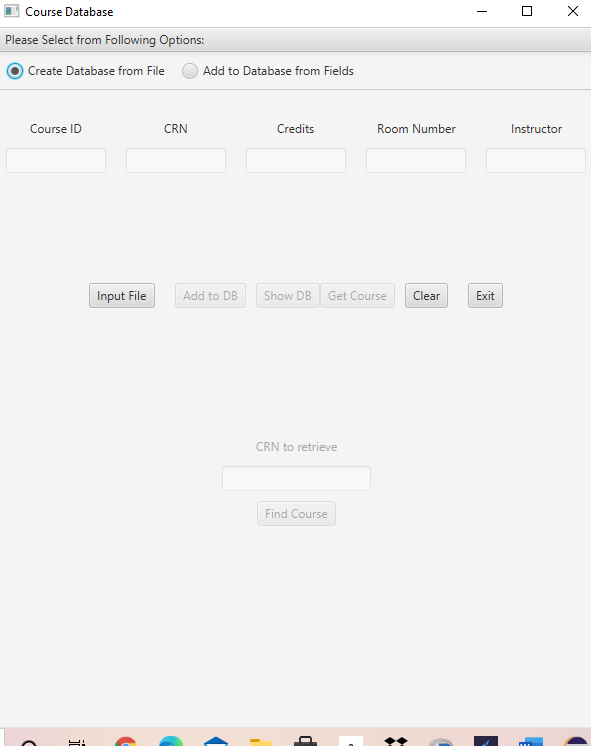 Course Database
Please Select from Following Options:
Create Database from File Add to Database from Fields
Course ID CRN Credits Room Number Instructor
Input File Add to DB Show DB Get Course Clear Exit
CRN to retrieve
Find Course